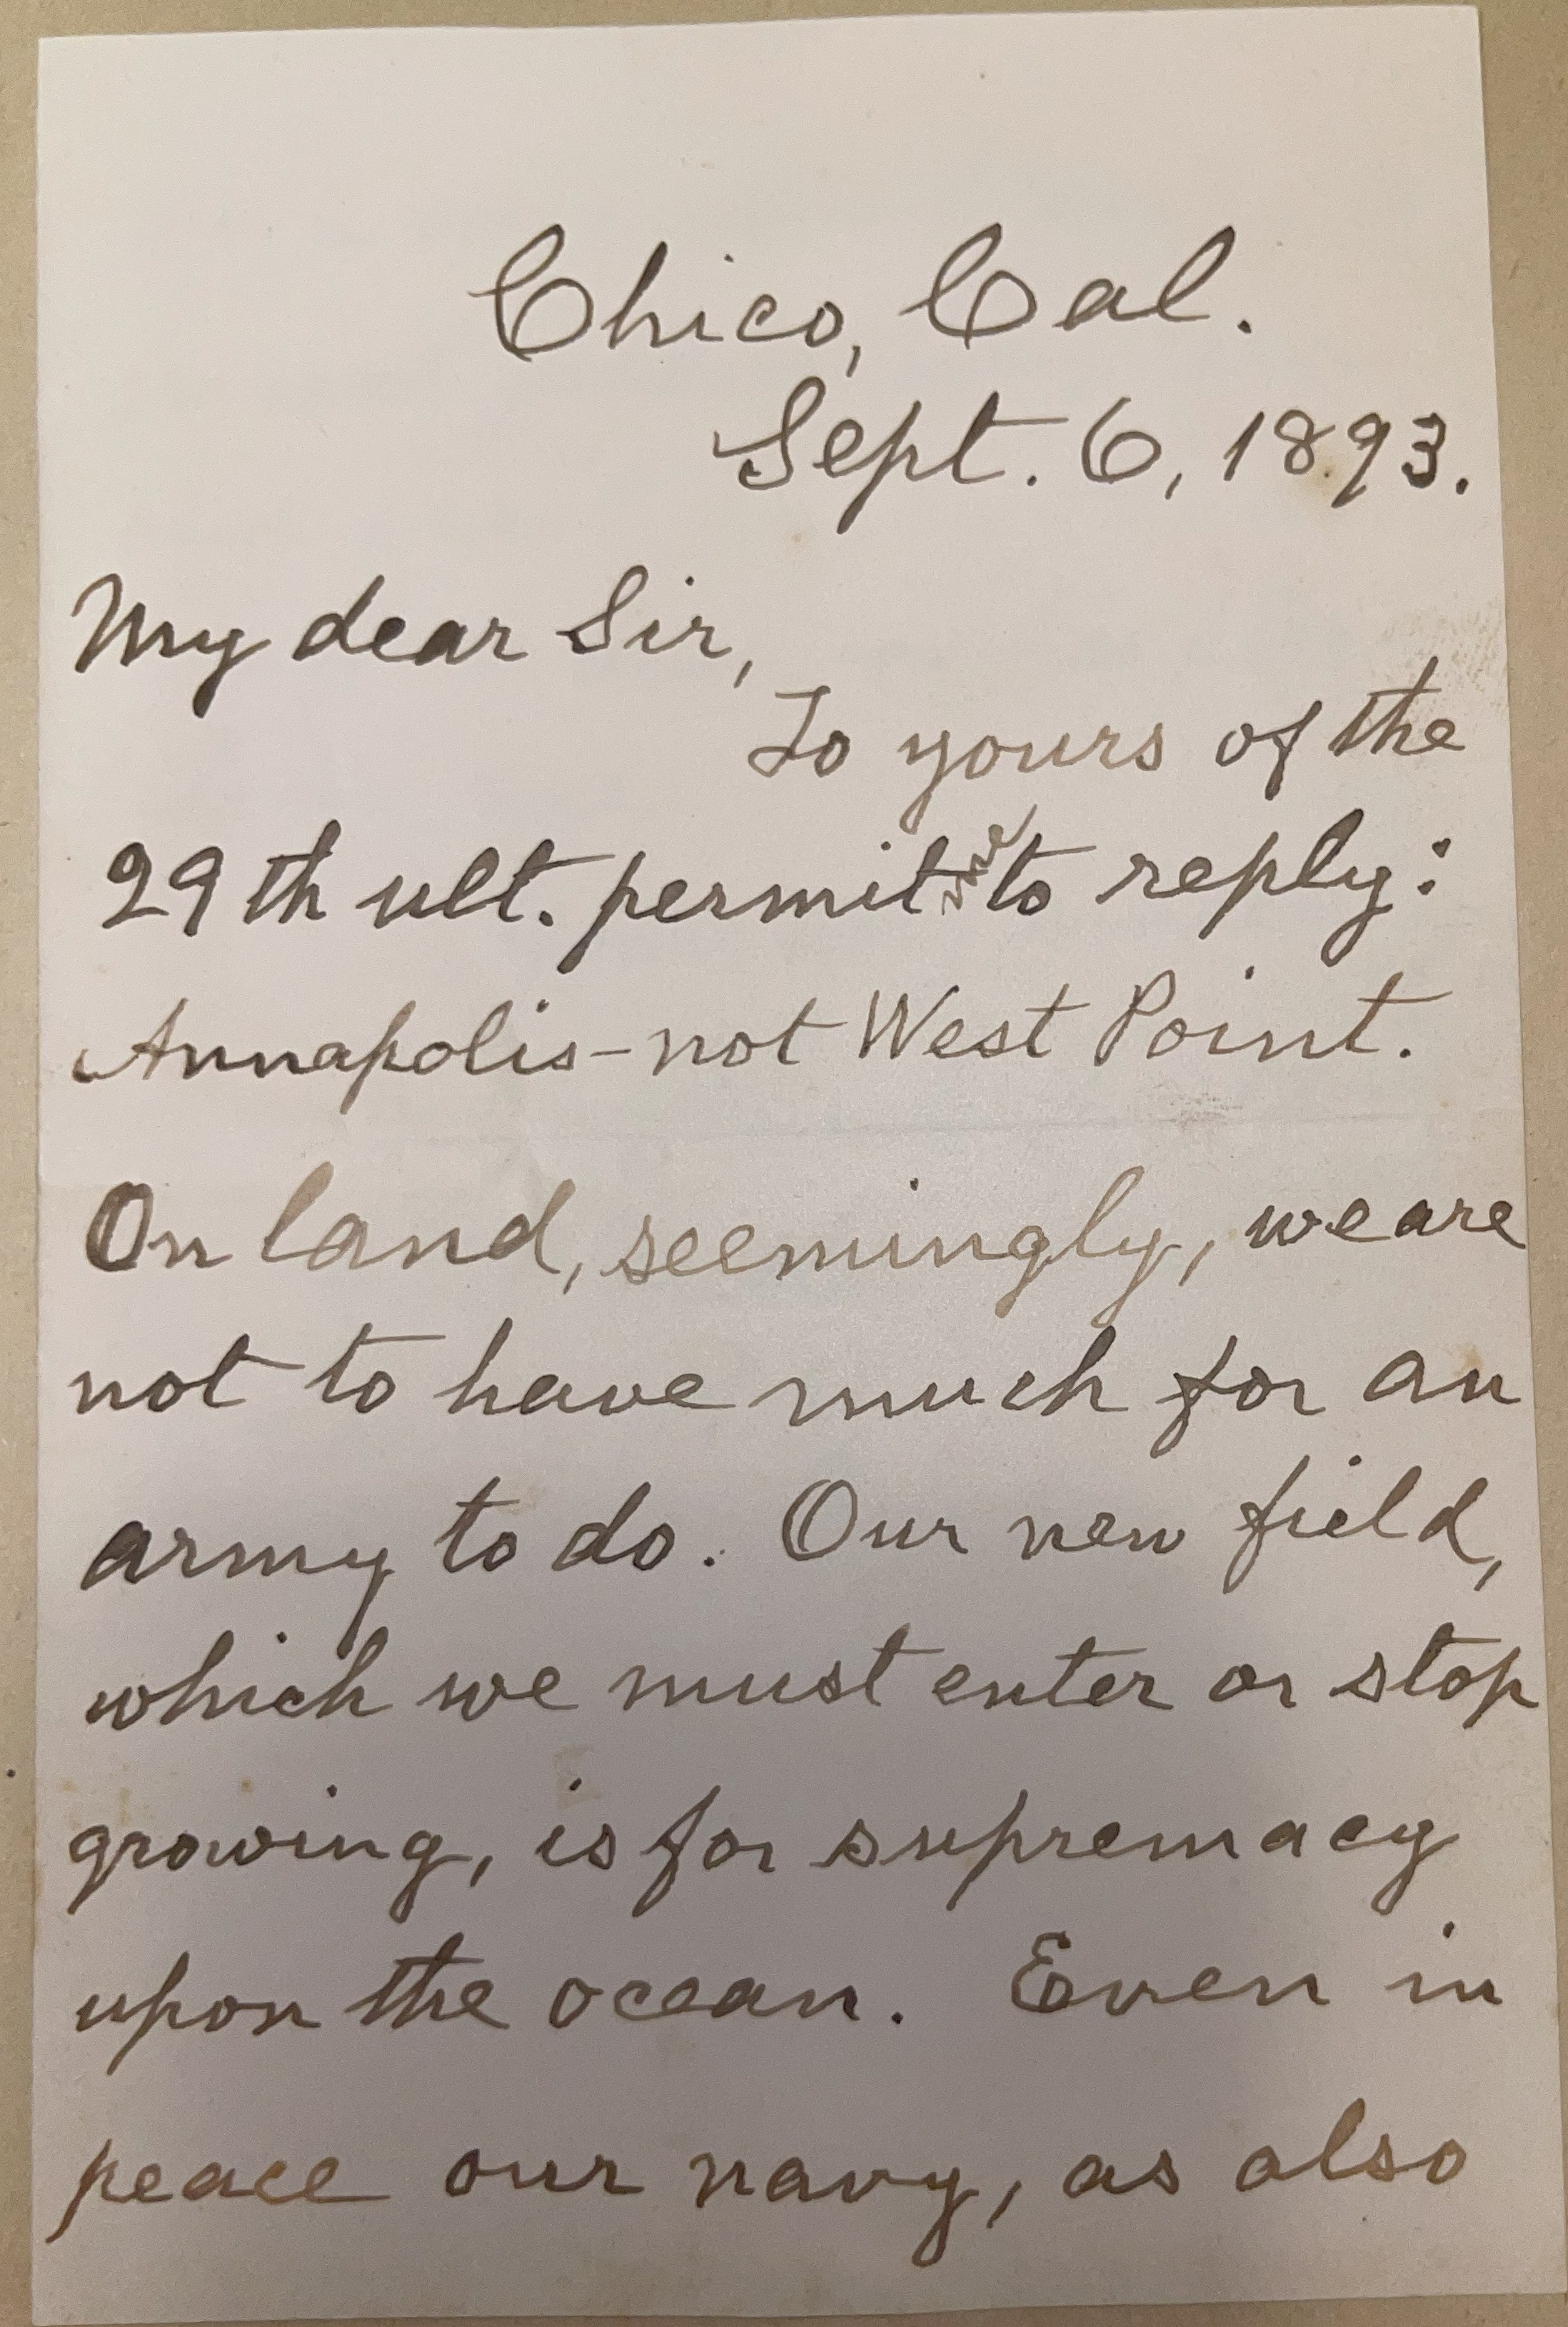 Chico, Cal.
Sept. 6, 1893.
My dear Sir,
To yours of the
29th ult. permit me to reply:
Annapolis - not West Point.
On land, seemingly, we are
not to have much for an
army to do. Our new field,
which we must enter or stop
growing, is for supremacy
upon the ocean. Even in
peace our navy, as also